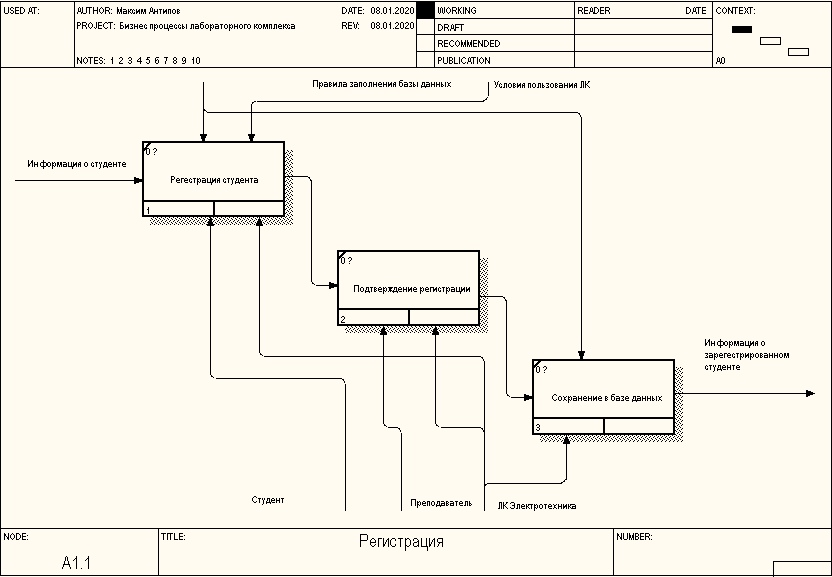 USED AT:
AUTHOR: Максим Антипов
DATE: 08.01.2020
WORKING
READER
DATE
CONTEXT:
PROJECT: Бизнес процессы лабораторного комплекса
REV: 08.01.2020
DRAFT
RECOMMENDED
NOTES: 1 2 3 4 5 6 7 8 9 10
PUBLICATION
A0
Правила заполнения базы данных
Условия пользования ЛК
Информация о студенте
0 ?
Регестрация студента
1
0 ?
Подтверждение регистрации
2
Информация о
зарегестрированном
студенте
0 ?
Сохранение в базе данных
3
Студент
Преподаватель
ЛК Электротехника
NODE:
TITLE:
NUMBER:
A1.1
Регистрация